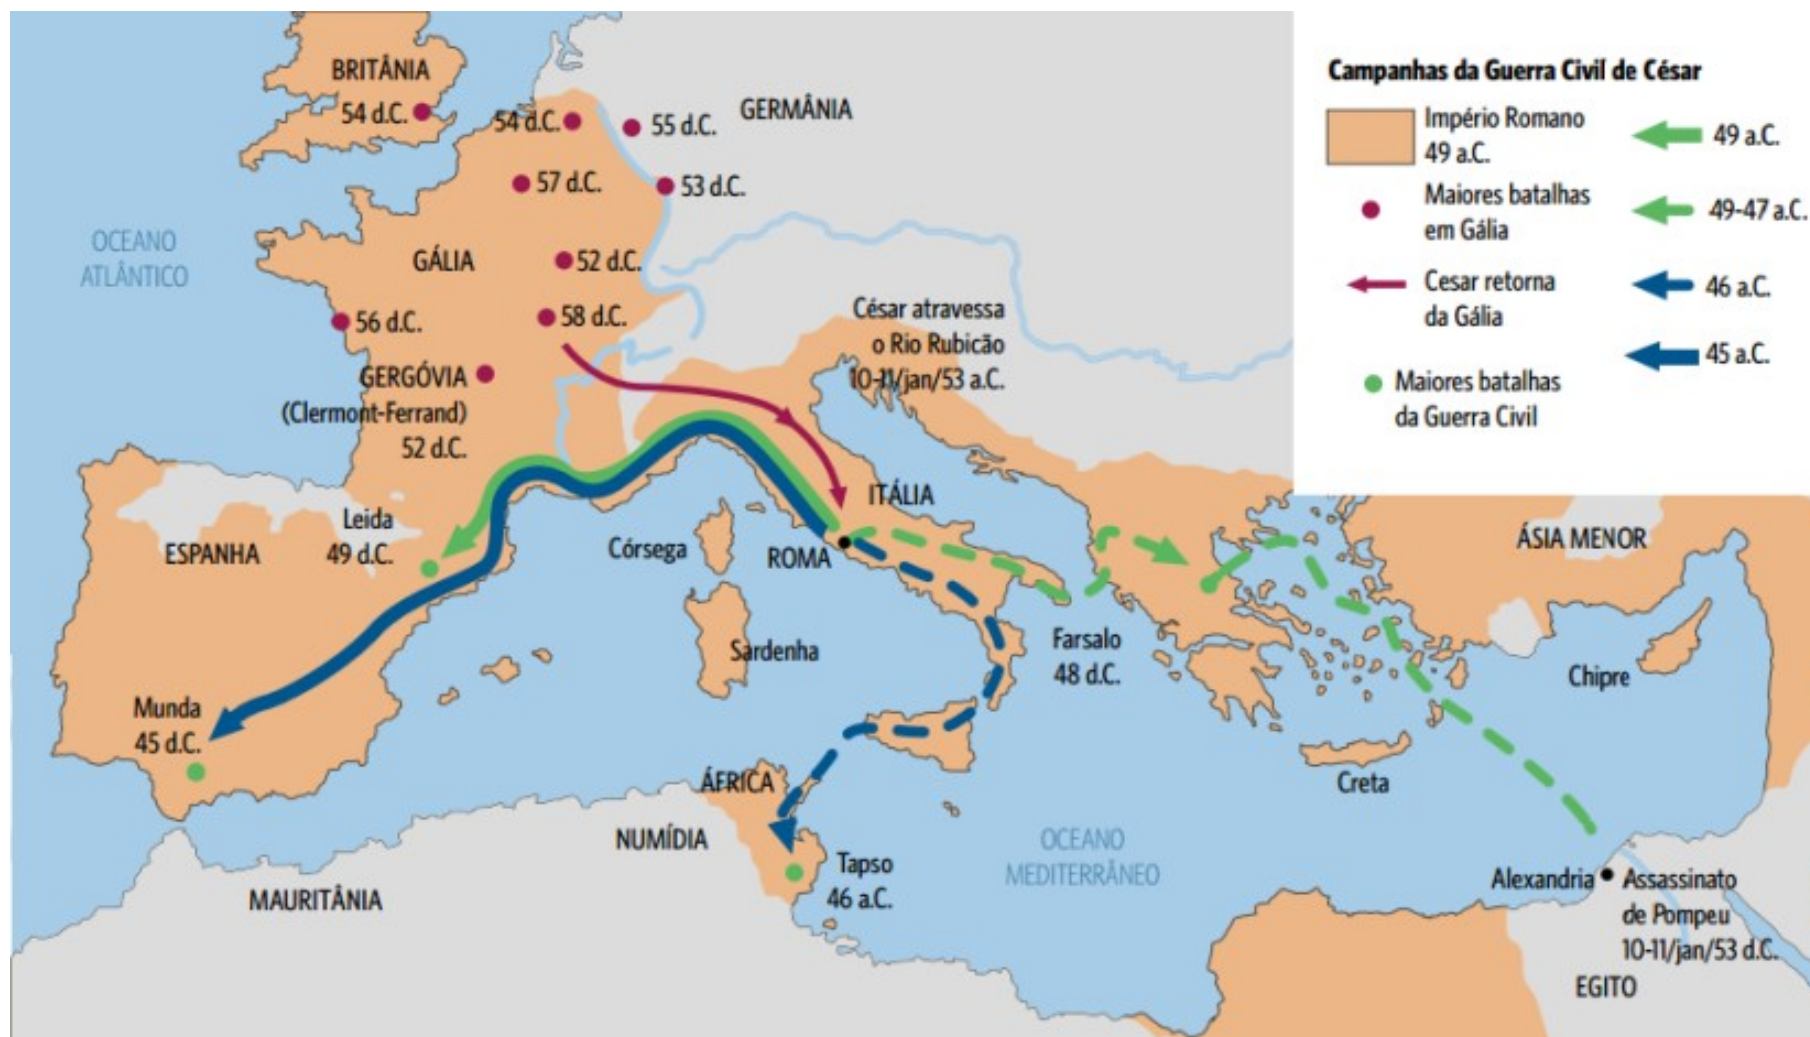 BRITÂNIA
54 d.C.
54 d.C.
55 d.C.
GERMÂNIA
57 d.C.
53 d.C.
OCEANO
ATLÂNTICO
GÁLIA
52 d.C.
56 d.C.
58 d.C.
César atravessa
o Rio Rubicão
10-11/jan/53 a.C.
GERGÓVIA
(Clermont-Ferrand)
52 d.C.
Leida
49 d.C.
ESPANHA
Córsega
ROMA
ITÁLIA
Sardenha
Munda
45 d.C.
Farsalo
48 d.C.
ÁSIA MENOR
Chipre
Creta
ÁFRICA
NUMÍDIA
MAURITÂNIA
Tapso
46 a.C.
OCEANO
MEDITERRÂNEO
Alexandria
Assassinato
de Pompeu
10-11/jan/53 d.C.
EGITO
Campanhas da Guerra Civil de César
Império Romano
49 a.C.
Maiores batalhas
em Gália
Cesar retorna
da Gália
Maiores batalhas
da Guerra Civil
49 a.C.
49-47 a.C.
46 a.C.
45 a.C.